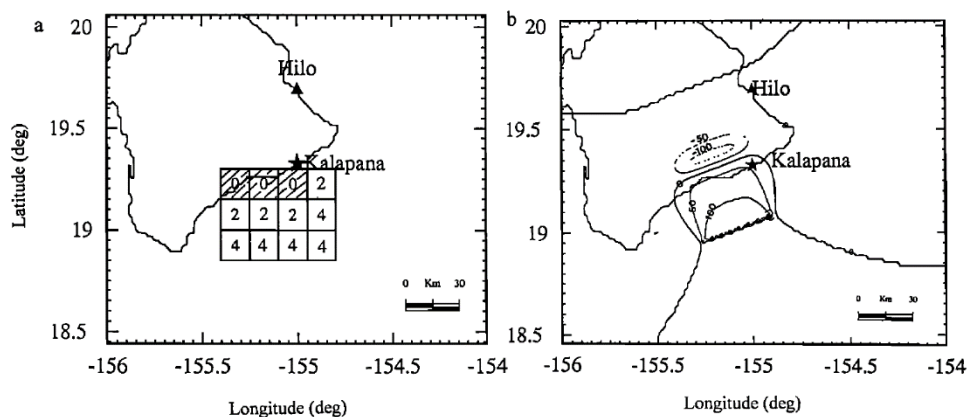 a
20
19.5
19
18.5
Latitude (deg)
Hilo
Kalapana
0 0 0 2
2 2 2 4
4 4 4 4
0 Km 30
-156 -155.5 -155 -154.5 -154
Longitude (deg)
b
20
19.5
19
18.5
Hilo
Kalapana
-50
-100
0
50
100
0
0
0 Km 30
-156 -155.5 -155 -154.5 -154
Longitude (deg)